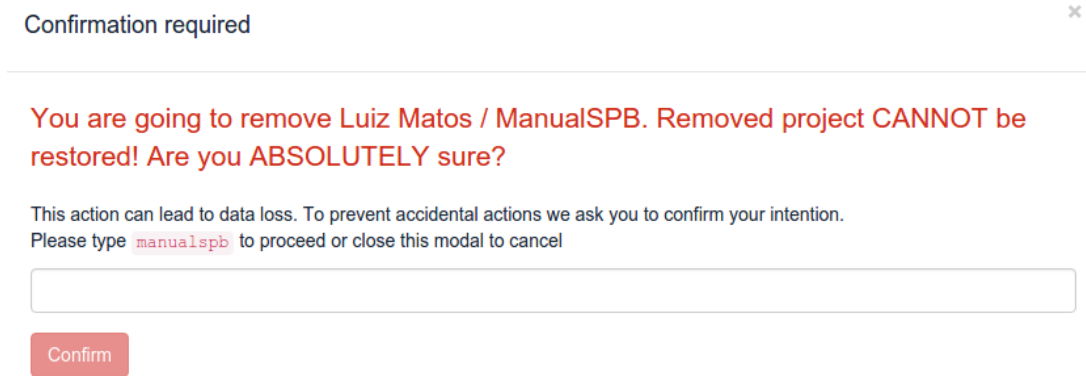 Confirmation required
×
You are going to remove Luiz Matos / ManualSPB. Removed project CANNOT be
restored! Are you ABSOLUTELY sure?
This action can lead to data loss. To prevent accidental actions we ask you to confirm your intention.
Please type manualspb to proceed or close this modal to cancel
Confirm